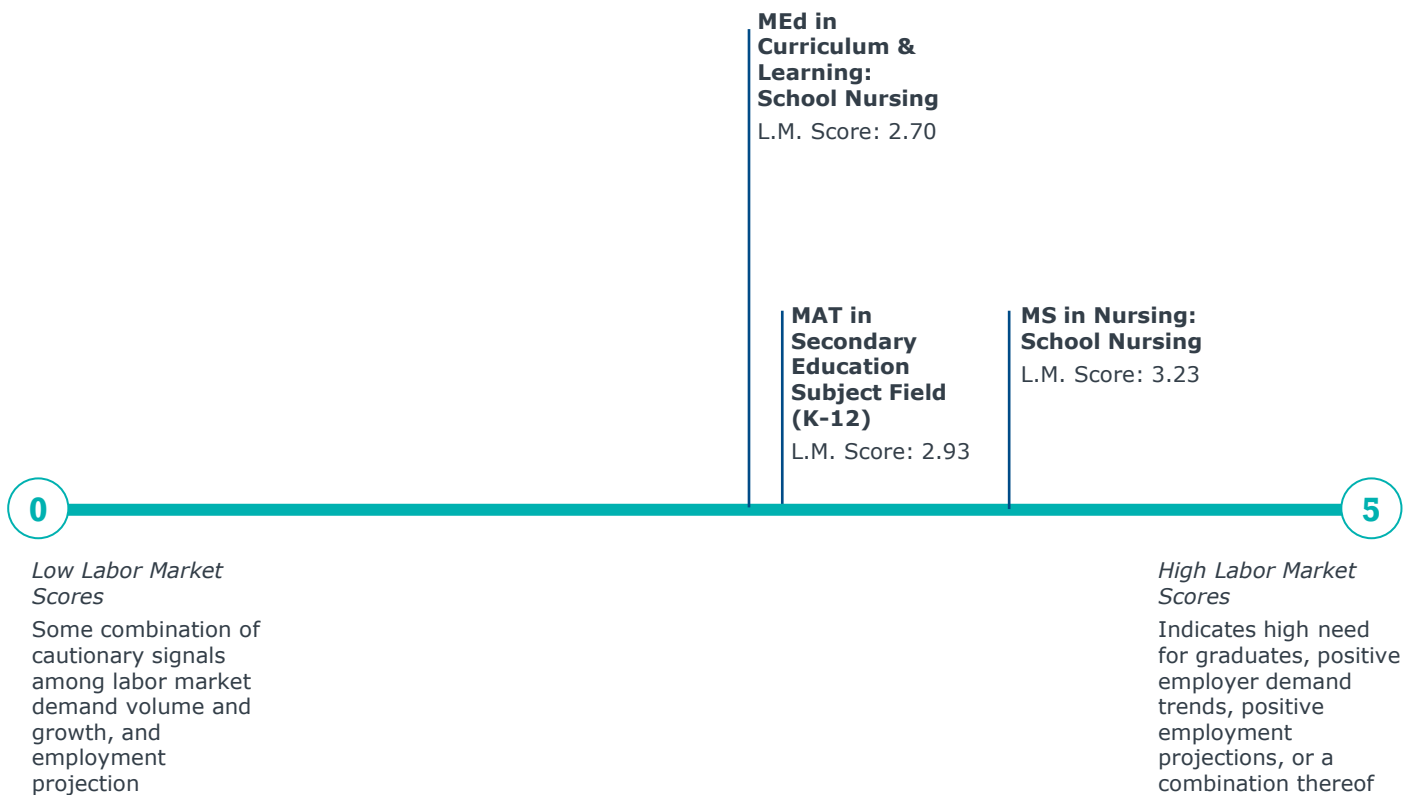 MEd in
Curriculum &
Learning:
School Nursing
L.M. Score: 2.70
MAT in
Secondary
Education
Subject Field
(K-12)
L.M. Score: 2.93
MS in Nursing:
School Nursing
L.M. Score: 3.23
0
5
Low Labor Market
Scores
Some combination of
cautionary signals
among labor market
demand volume and
growth, and
employment
projection
High Labor Market
Scores
Indicates high need
for graduates, positive
employer demand
trends, positive
employment
projections, or a
combination thereof